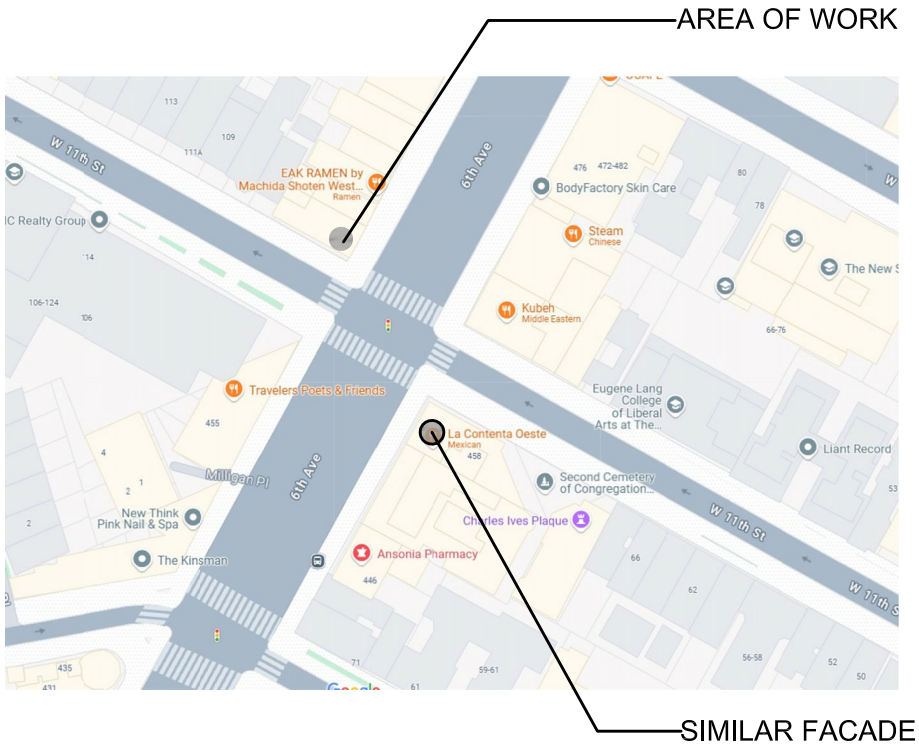 AREA OF WORK
113
109
111A
W 11th St
EAK RAMEN by
Machida Shoten West...
Ramen
6th Ave
476
472-482
80
78
BodyFactory Skin Care
Steam
Chinese
The New S
IC Realty Group
114
106-124
106
Kubeh
Middle Eastern
66-76
Travelers Poets & Friends
455
Eugene Lang
College
of Liberal
Arts at The...
La Contenta Oeste
Mexican
458
Liant Record
4
1
2
Milligan Pl
6th Ave
Second Cemetery
of Congregation...
53
W 11th St
2
New Think
Pink Nail & Spa
Charles Ives Plaque
The Kinsman
Ansonia Pharmacy
446
66
62
W 11th S
435
431
71
61
59-61
56-58
52
50
Google
SIMILAR FACADE